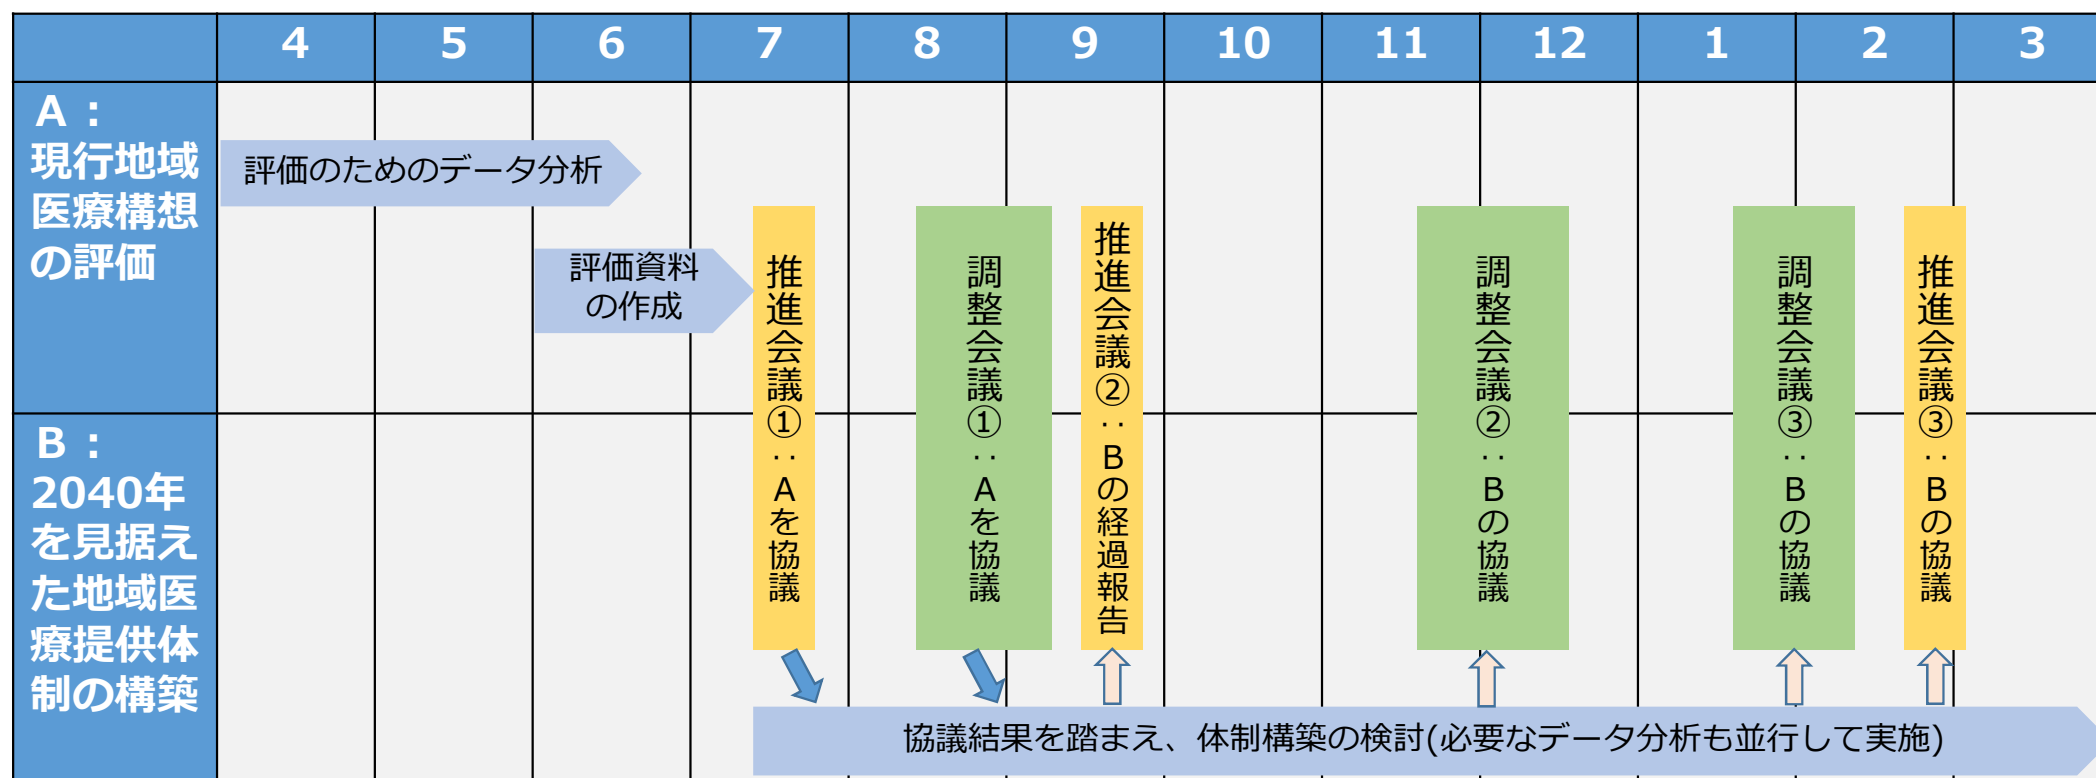 4 5 6 7 8 9 10 11 12 1 2 3
A：
現行地域
医療構想
の評価
評価のためのデータ分析
評価資料
の作成
推進会議①：Aを協議
調整会議①：Aを協議
推進会議②：Bの経過報告
調整会議②：Bの協議
調整会議③：Bの協議
推進会議③：Bの協議
B：
2040年
を見据え
た地域医
療提供体
制の構築
協議結果を踏まえ、体制構築の検討(必要なデータ分析も並行して実施)